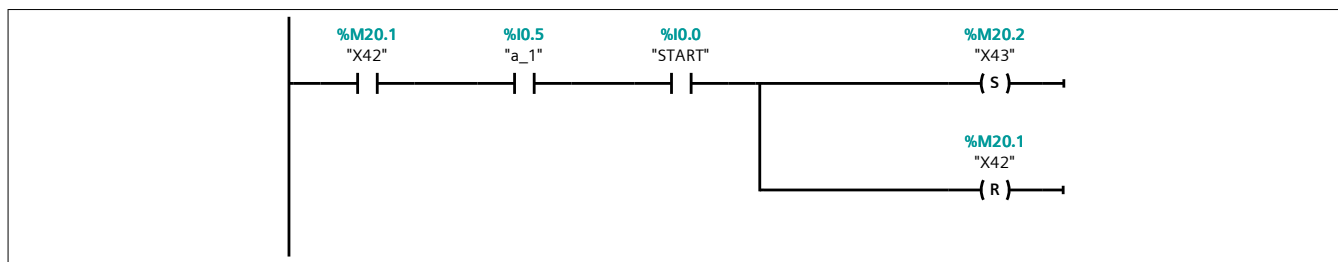 %M20.1 %I0.5 %I0.0 %M20.2
"X42" "a_1" "START" "X43"
S
%M20.1
"X42"
R